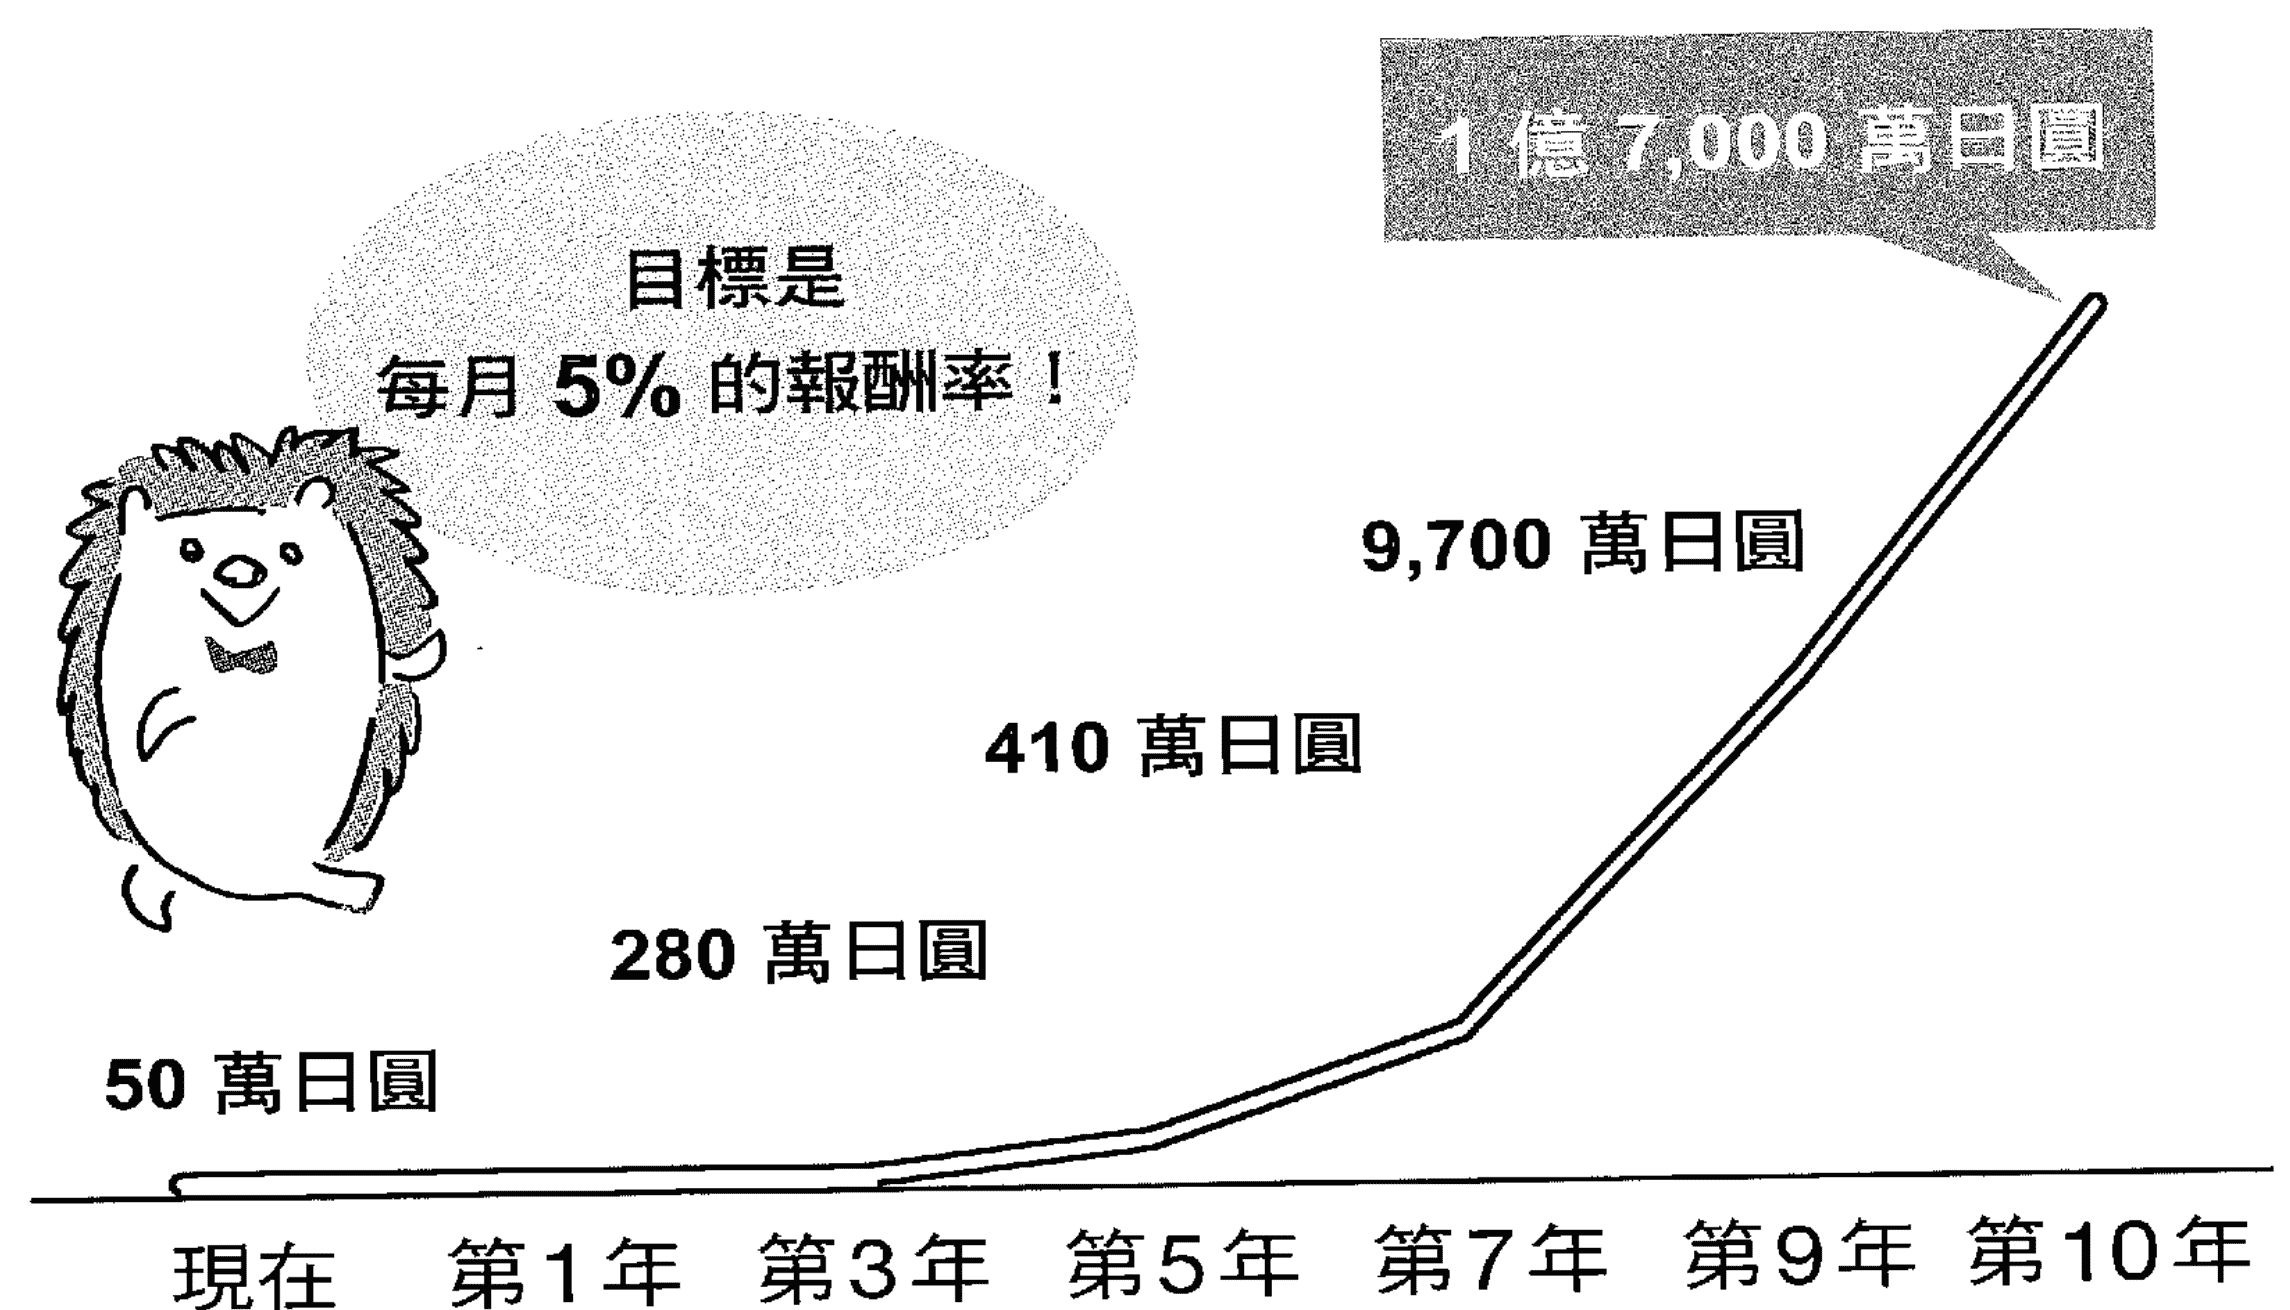 1 億 7,000 萬日圓
目標是
每月 5% 的報酬率！
9,700 萬日圓
410 萬日圓
280 萬日圓
50 萬日圓
現在 第1年 第3年 第5年 第7年 第9年 第10年